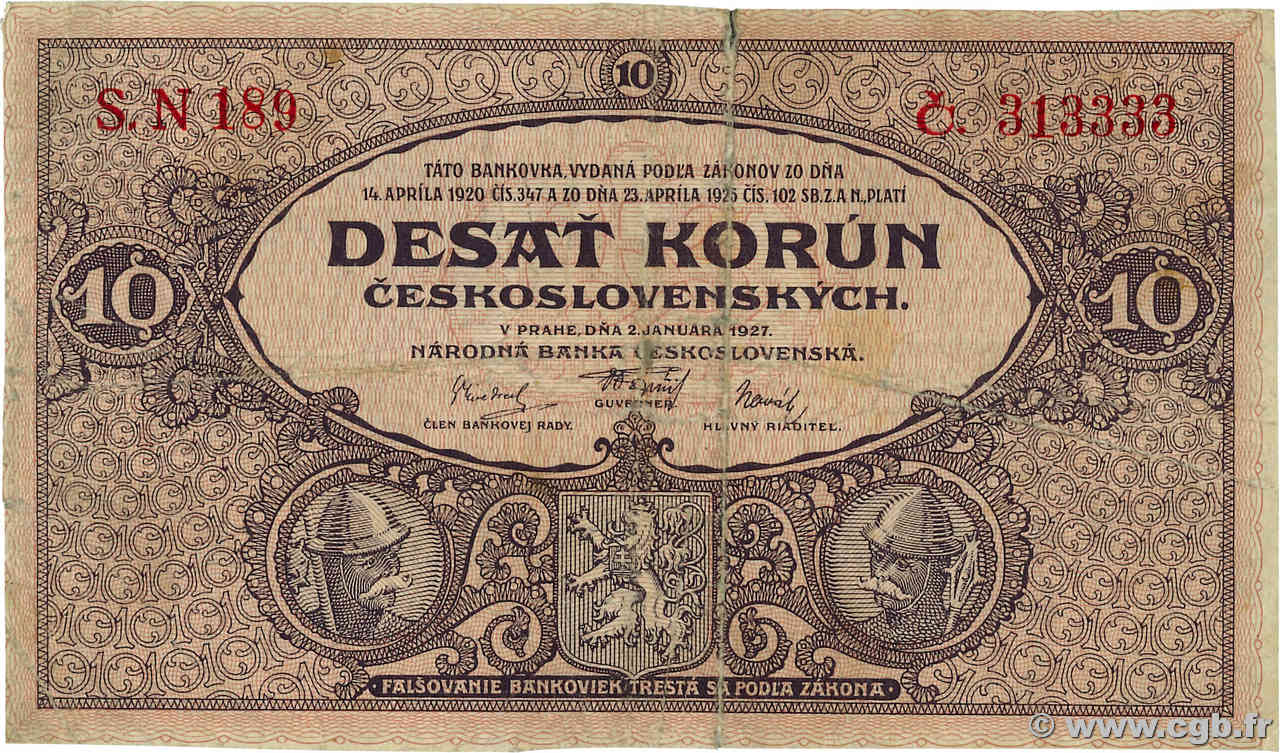 10
S. N 189
Č. 313333
TÁTO BANKOVKA, VYDANÁ PODĽA ZÁKONOV ZO DŇA
14. APRÍLA 1920 ČÍS. 347 A ZO DŇA 23. APRÍLA 1925 ČÍS. 102 SB. Z. A N., PLATÍ
DESAŤ KORÚN
ČESKOSLOVENSKÝCH.
10
10
V PRAHE, DŇA 2. JANUÁRA 1927.
NÁRODNÁ BANKA ČESKOSLOVENSKÁ.
Novák
GUVERNER.
ČLEN BANKOVEJ RADY.
HLAVNÝ RIADITEĽ.
· FALŠOVANIE BANKOVIEK TRESTÁ SA PODĽA ZÁKONA ·
© www.cgb.fr